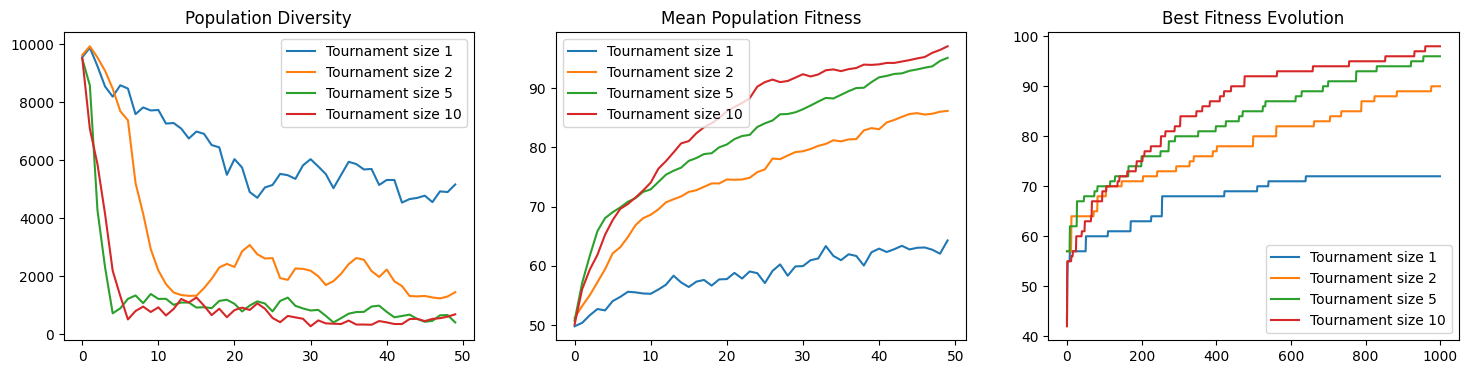 Population Diversity
10000
8000
6000
4000
2000
0
0 10 20 30 40 50
Tournament size 1
Tournament size 2
Tournament size 5
Tournament size 10
Mean Population Fitness
90
80
70
60
50
0 10 20 30 40 50
Tournament size 1
Tournament size 2
Tournament size 5
Tournament size 10
Best Fitness Evolution
100
90
80
70
60
50
40
0 200 400 600 800 1000
Tournament size 1
Tournament size 2
Tournament size 5
Tournament size 10